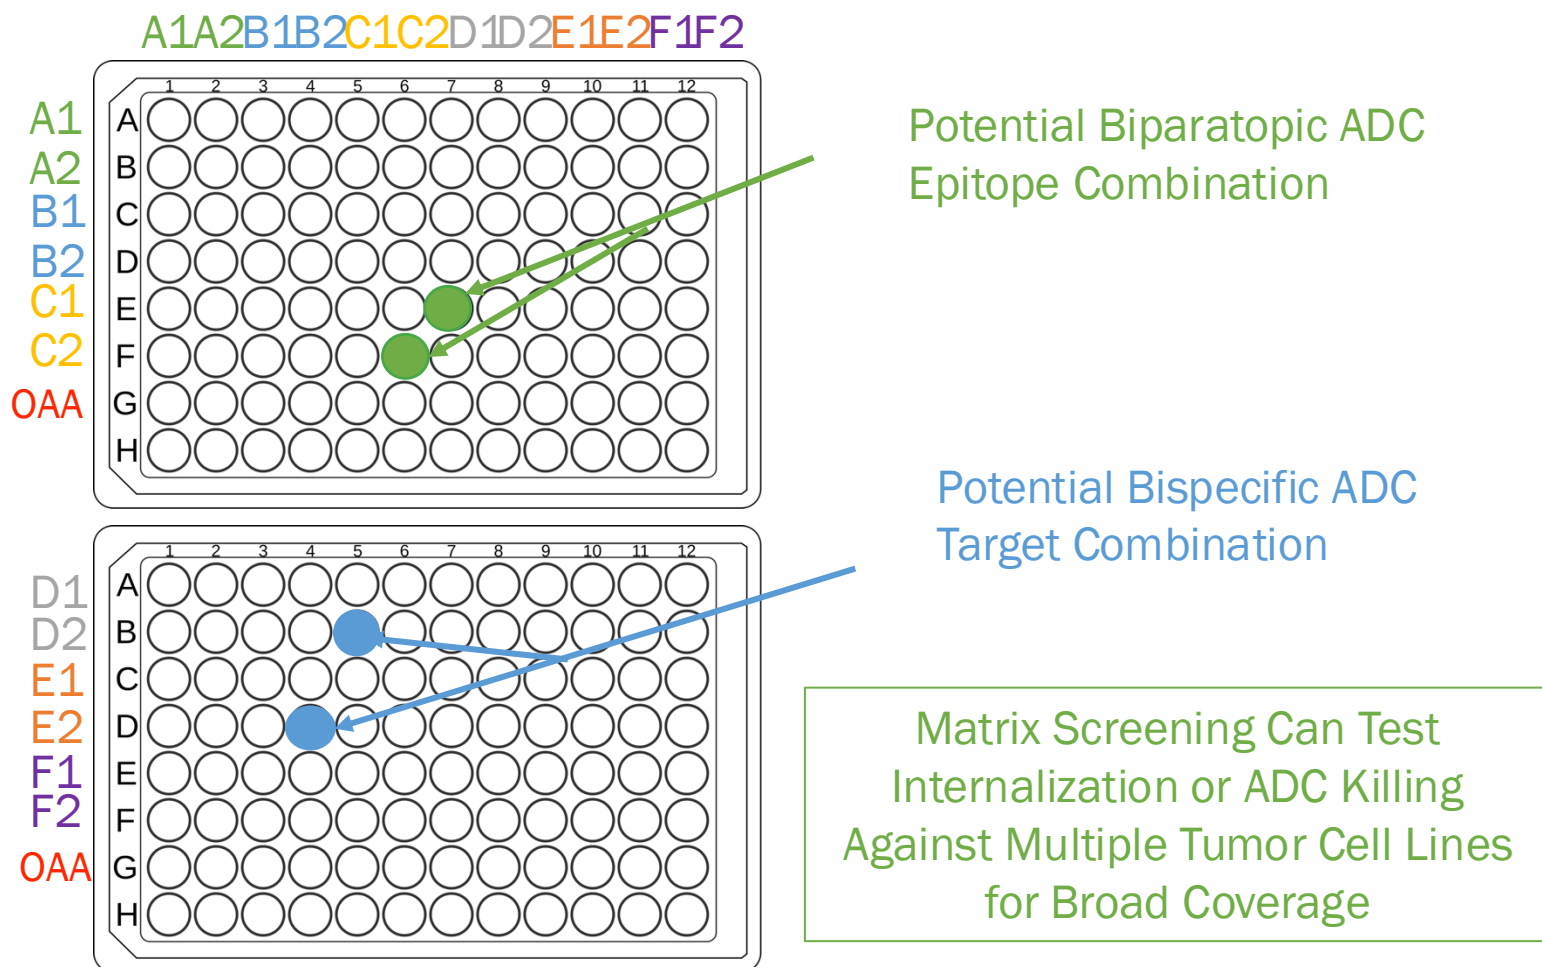 A1A2B1B2C1C2D1D2E1E2F1F2
1 2 3 4 5 6 7 8 9 10 11 12
A1 A
A2 B
B1 C
B2 D
C1 E
C2 F
OAA G
H
Potential Biparatopic ADC
Epitope Combination
1 2 3 4 5 6 7 8 9 10 11 12
D1 A
D2 B
E1 C
E2 D
F1 E
F2 F
OAA G
H
Potential Bispecific ADC
Target Combination
Matrix Screening Can Test
Internalization or ADC Killing
Against Multiple Tumor Cell Lines
for Broad Coverage